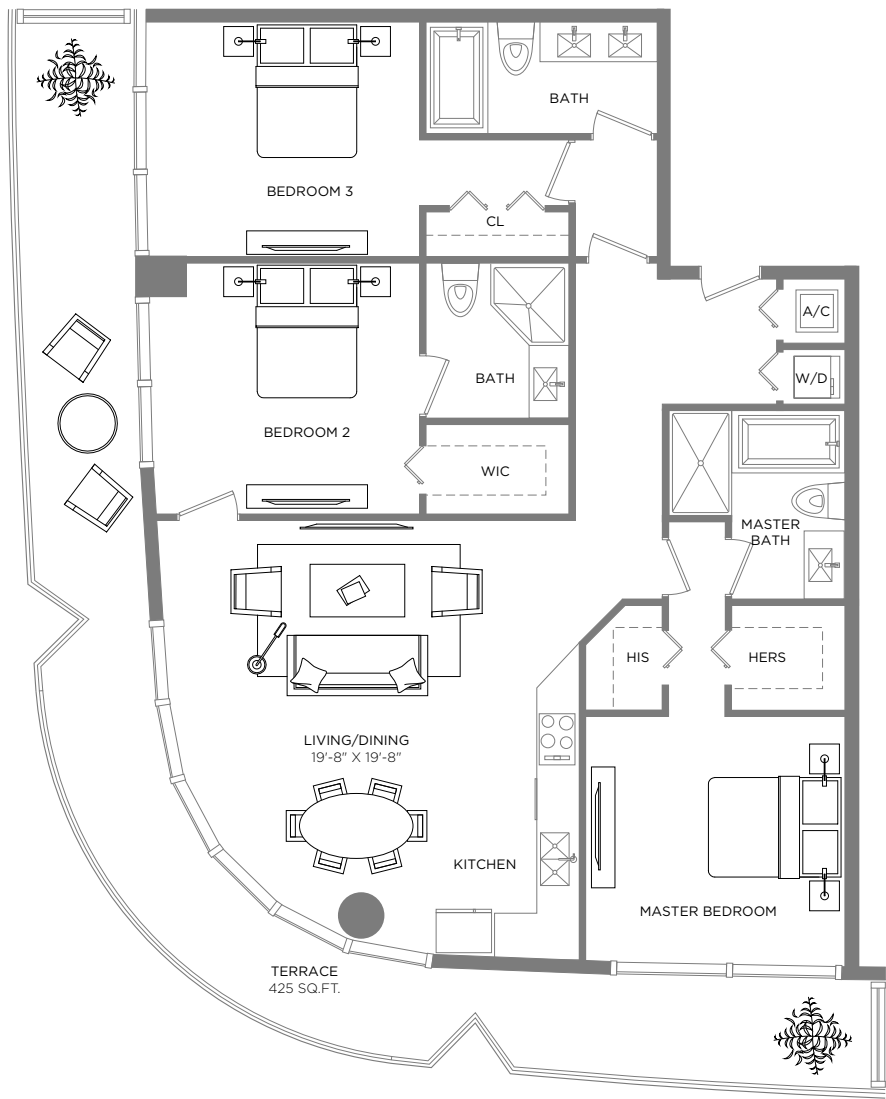 BATH
BEDROOM 3
CL
A/C
BATH
W/D
BEDROOM 2
WIC
MASTER
BATH
HIS
HERS
LIVING/DINING
19'-8" X 19'-8"
KITCHEN
MASTER BEDROOM
TERRACE
425 SQ.FT.